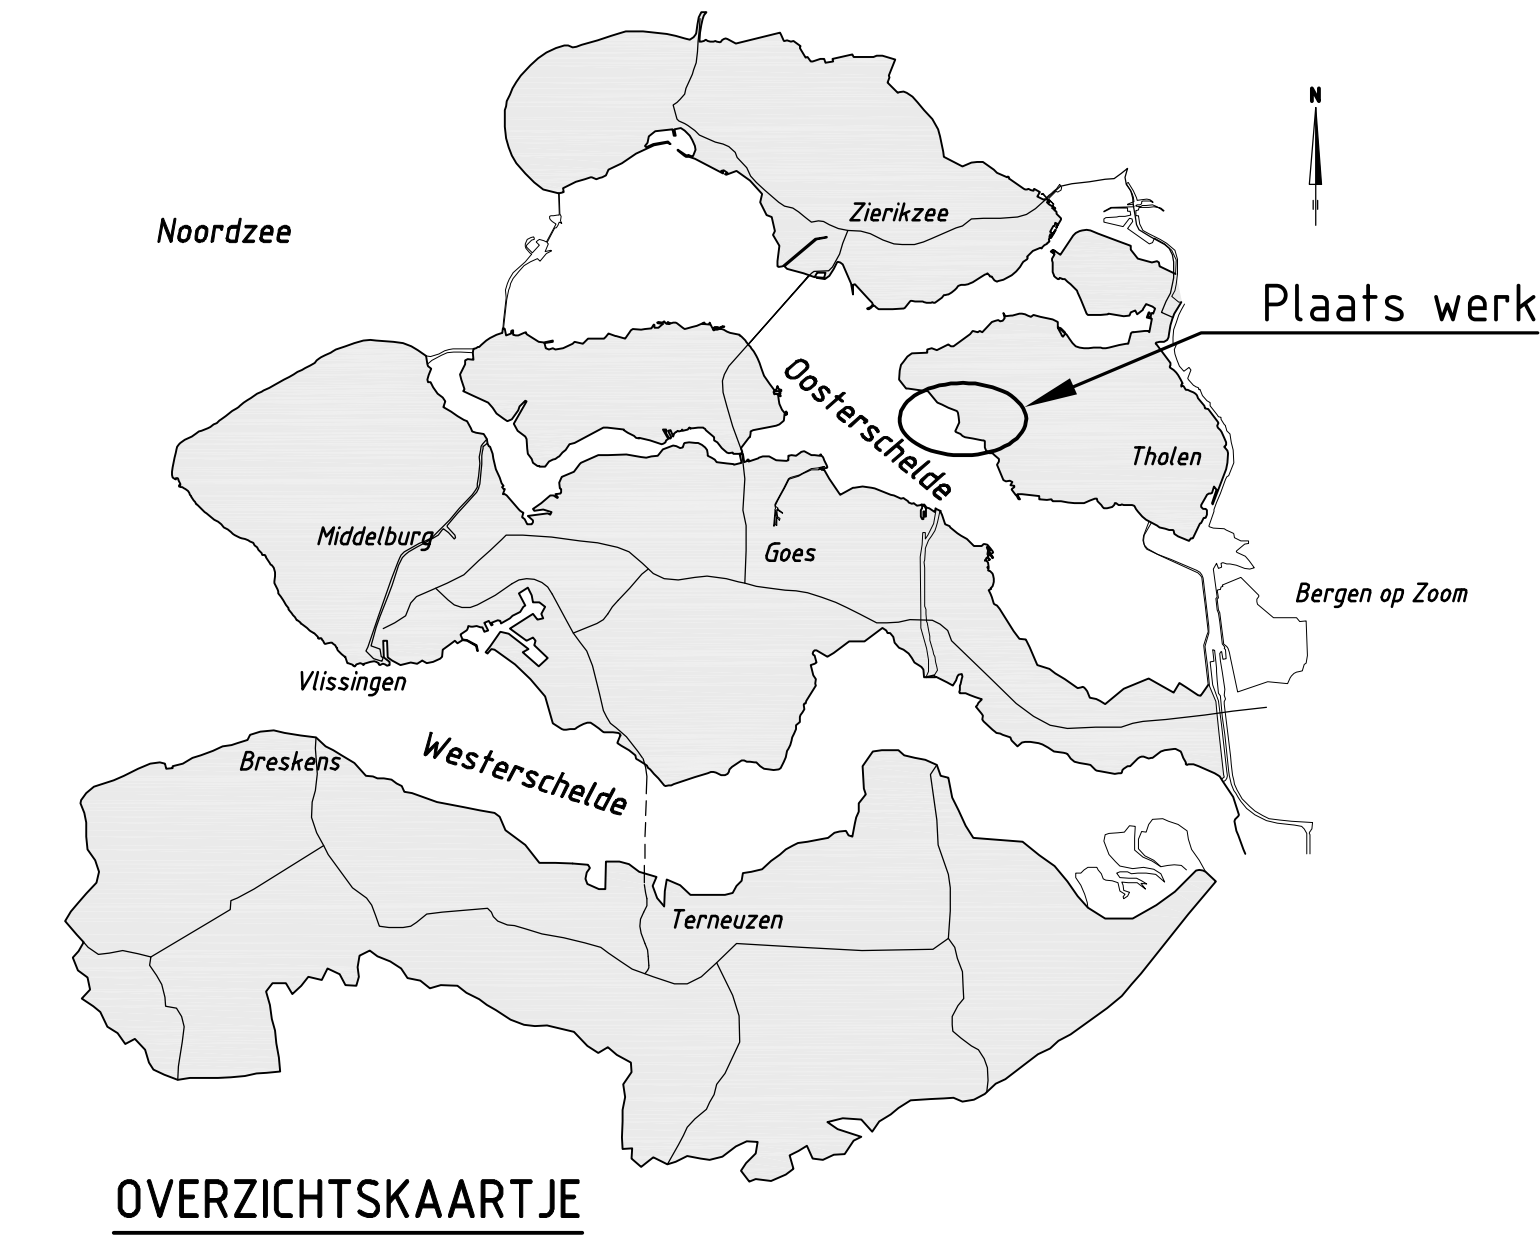 N
Zierikzee
Noordzee
Plaats werk
Oosterschelde
Tholen
Middelburg
Goes
Bergen op Zoom
Vlissingen
Westerschelde
Breskens
Terneuzen
OVERZICHTSKAARTJE